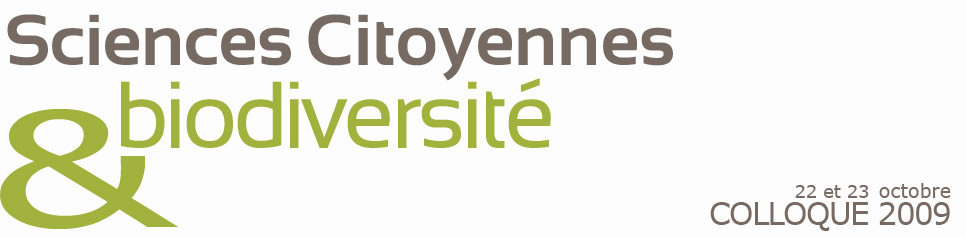 Sciences Citoyennes
& biodiversité
22 et 23 octobre
COLLOQUE 2009